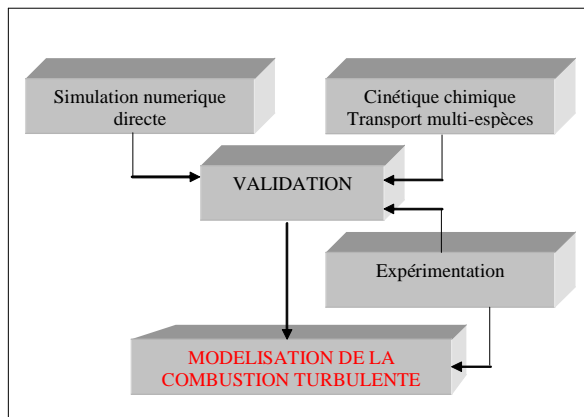 Simulation numerique
directe
Cinétique chimique
Transport multi-espèces
VALIDATION
Expérimentation
MODELISATION DE LA
COMBUSTION TURBULENTE